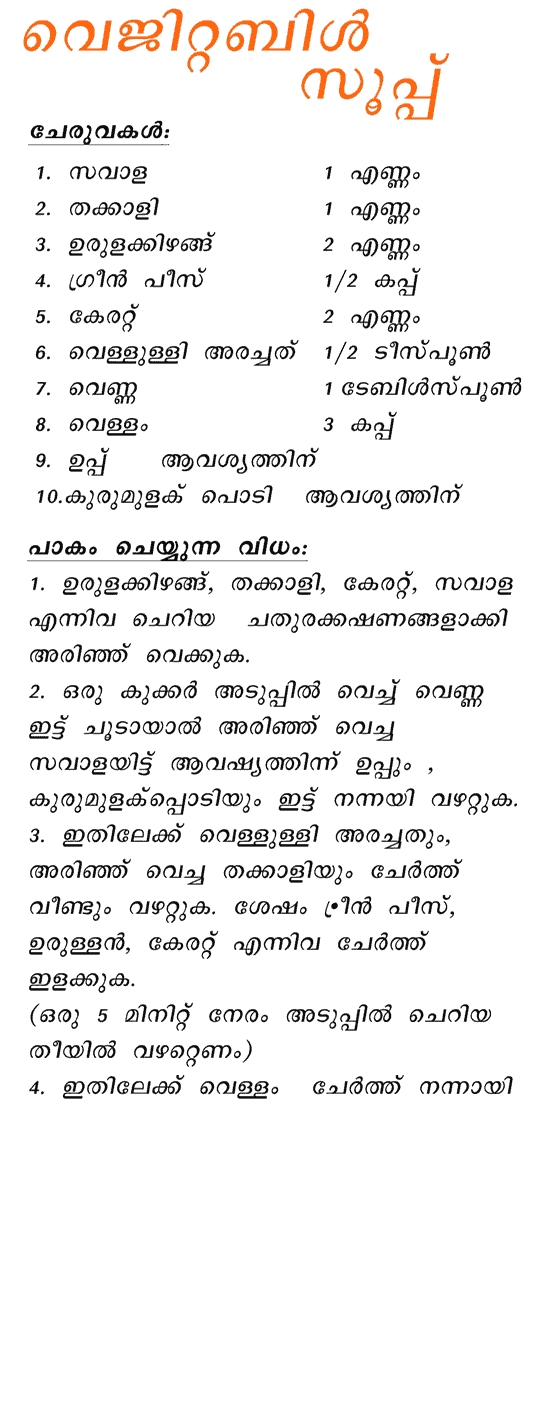 വെജിറ്റബിൾ
സൂപ്പ്
ചേരുവകൾ:
1. സവാള 1 എണ്ണം
2. തക്കാളി 1 എണ്ണം
3. ഉരുളക്കിഴങ്ങ് 2 എണ്ണം
4. ഗ്രീൻ പീസ് 1/2 കപ്പ്
5. കേരറ്റ് 2 എണ്ണം
6. വെള്ളുള്ളി അരച്ചത് 1/2 ടീസ്പൂൺ
7. വെണ്ണ 1 ടേബിൾസ്പൂൺ
8. വെള്ളം 3 കപ്പ്
9. ഉപ്പ് ആവശ്യത്തിന്
10.കുരുമുളക് പൊടി ആവശ്യത്തിന്
പാകം ചെയ്യുന്ന വിധം:
1. ഉരുളക്കിഴങ്ങ്, തക്കാളി, കേരറ്റ്, സവാള
എന്നിവ ചെറിയ ചതുരക്കഷണങ്ങളാക്കി
അരിഞ്ഞ് വെക്കുക.
2. ഒരു കുക്കർ അടുപ്പിൽ വെച്ച് വെണ്ണ
ഇട്ട് ചൂടായാൽ അരിഞ്ഞ് വെച്ച
സവാളയിട്ട് ആവഷ്യത്തിന്ന് ഉപ്പും ,
കുരുമുളക്പ്പൊടിയും ഇട്ട് നന്നയി വഴറ്റുക.
3. ഇതിലേക്ക് വെള്ളുള്ളി അരച്ചതും,
അരിഞ്ഞ് വെച്ച തക്കാളിയും ചേർത്ത്
വീണ്ടും വഴറ്റുക. ശേഷം പീസ്,
ഉരുള്ളൻ, കേരറ്റ് എന്നിവ ചേർത്ത്
ഇളക്കുക.
(ഒരു 5 മിനിറ്റ് നേരം അടുപ്പിൽ ചെറിയ
തീയിൽ വഴറ്റെണം)
4. ഇതിലേക്ക് വെള്ളം ചേർത്ത് നന്നായി